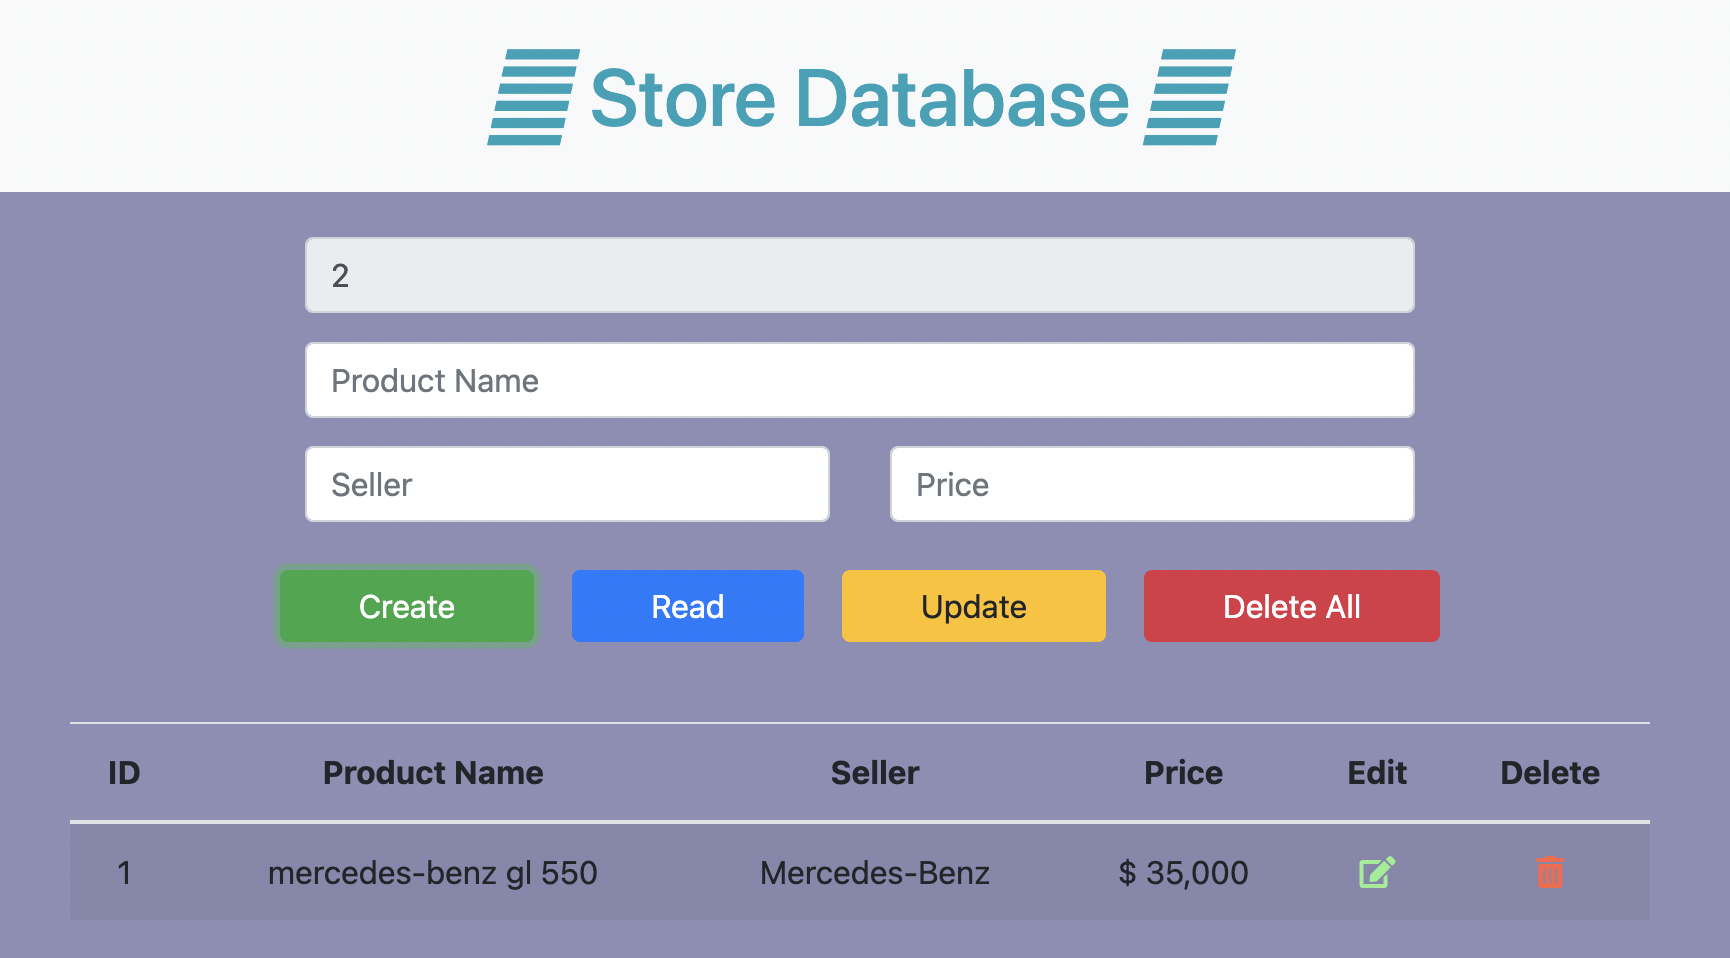 Store Database
2
Product Name
Seller Price
Create Read Update Delete All
ID Product Name Seller Price Edit Delete
1 mercedes-benz gl 550 Mercedes-Benz $ 35,000